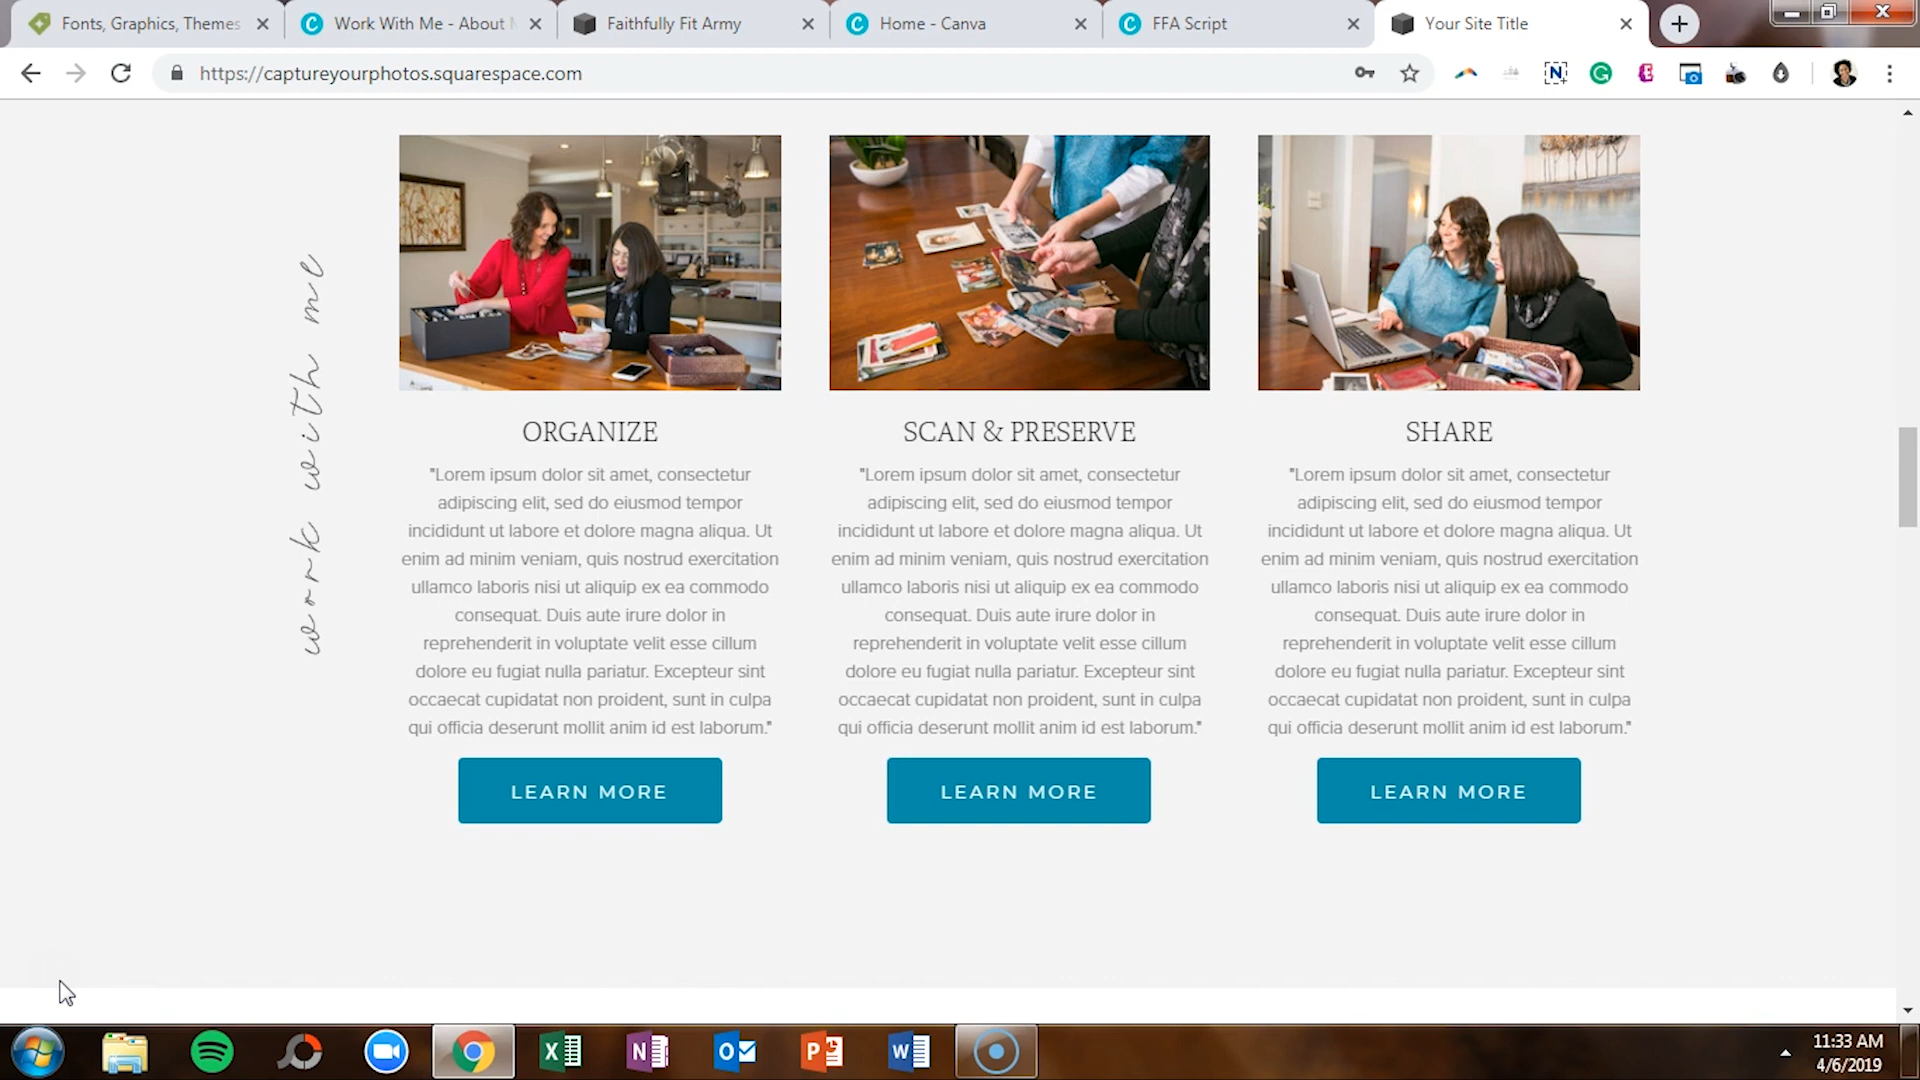 Fonts, Graphics, Themes
Work With Me - About
Faithfully Fit Army
Home - Canva
FFA Script
Your Site Title
https://captureyourphotos.squarespace.com
work with me
ORGANIZE
"Lorem ipsum dolor sit amet, consectetur
adipiscing elit, sed do eiusmod tempor
incididunt ut labore et dolore magna aliqua. Ut
enim ad minim veniam, quis nostrud exercitation
ullamco laboris nisi ut aliquip ex ea commodo
consequat. Duis aute irure dolor in
reprehenderit in voluptate velit esse cillum
dolore eu fugiat nulla pariatur. Excepteur sint
occaecat cupidatat non proident, sunt in culpa
qui officia deserunt mollit anim id est laborum."
LEARN MORE
SCAN & PRESERVE
"Lorem ipsum dolor sit amet, consectetur
adipiscing elit, sed do eiusmod tempor
incididunt ut labore et dolore magna aliqua. Ut
enim ad minim veniam, quis nostrud exercitation
ullamco laboris nisi ut aliquip ex ea commodo
consequat. Duis aute irure dolor in
reprehenderit in voluptate velit esse cillum
dolore eu fugiat nulla pariatur. Excepteur sint
occaecat cupidatat non proident, sunt in culpa
qui officia deserunt mollit anim id est laborum."
LEARN MORE
SHARE
"Lorem ipsum dolor sit amet, consectetur
adipiscing elit, sed do eiusmod tempor
incididunt ut labore et dolore magna aliqua. Ut
enim ad minim veniam, quis nostrud exercitation
ullamco laboris nisi ut aliquip ex ea commodo
consequat. Duis aute irure dolor in
reprehenderit in voluptate velit esse cillum
dolore eu fugiat nulla pariatur. Excepteur sint
occaecat cupidatat non proident, sunt in culpa
qui officia deserunt mollit anim id est laborum."
LEARN MORE
11:33 AM
4/6/2019